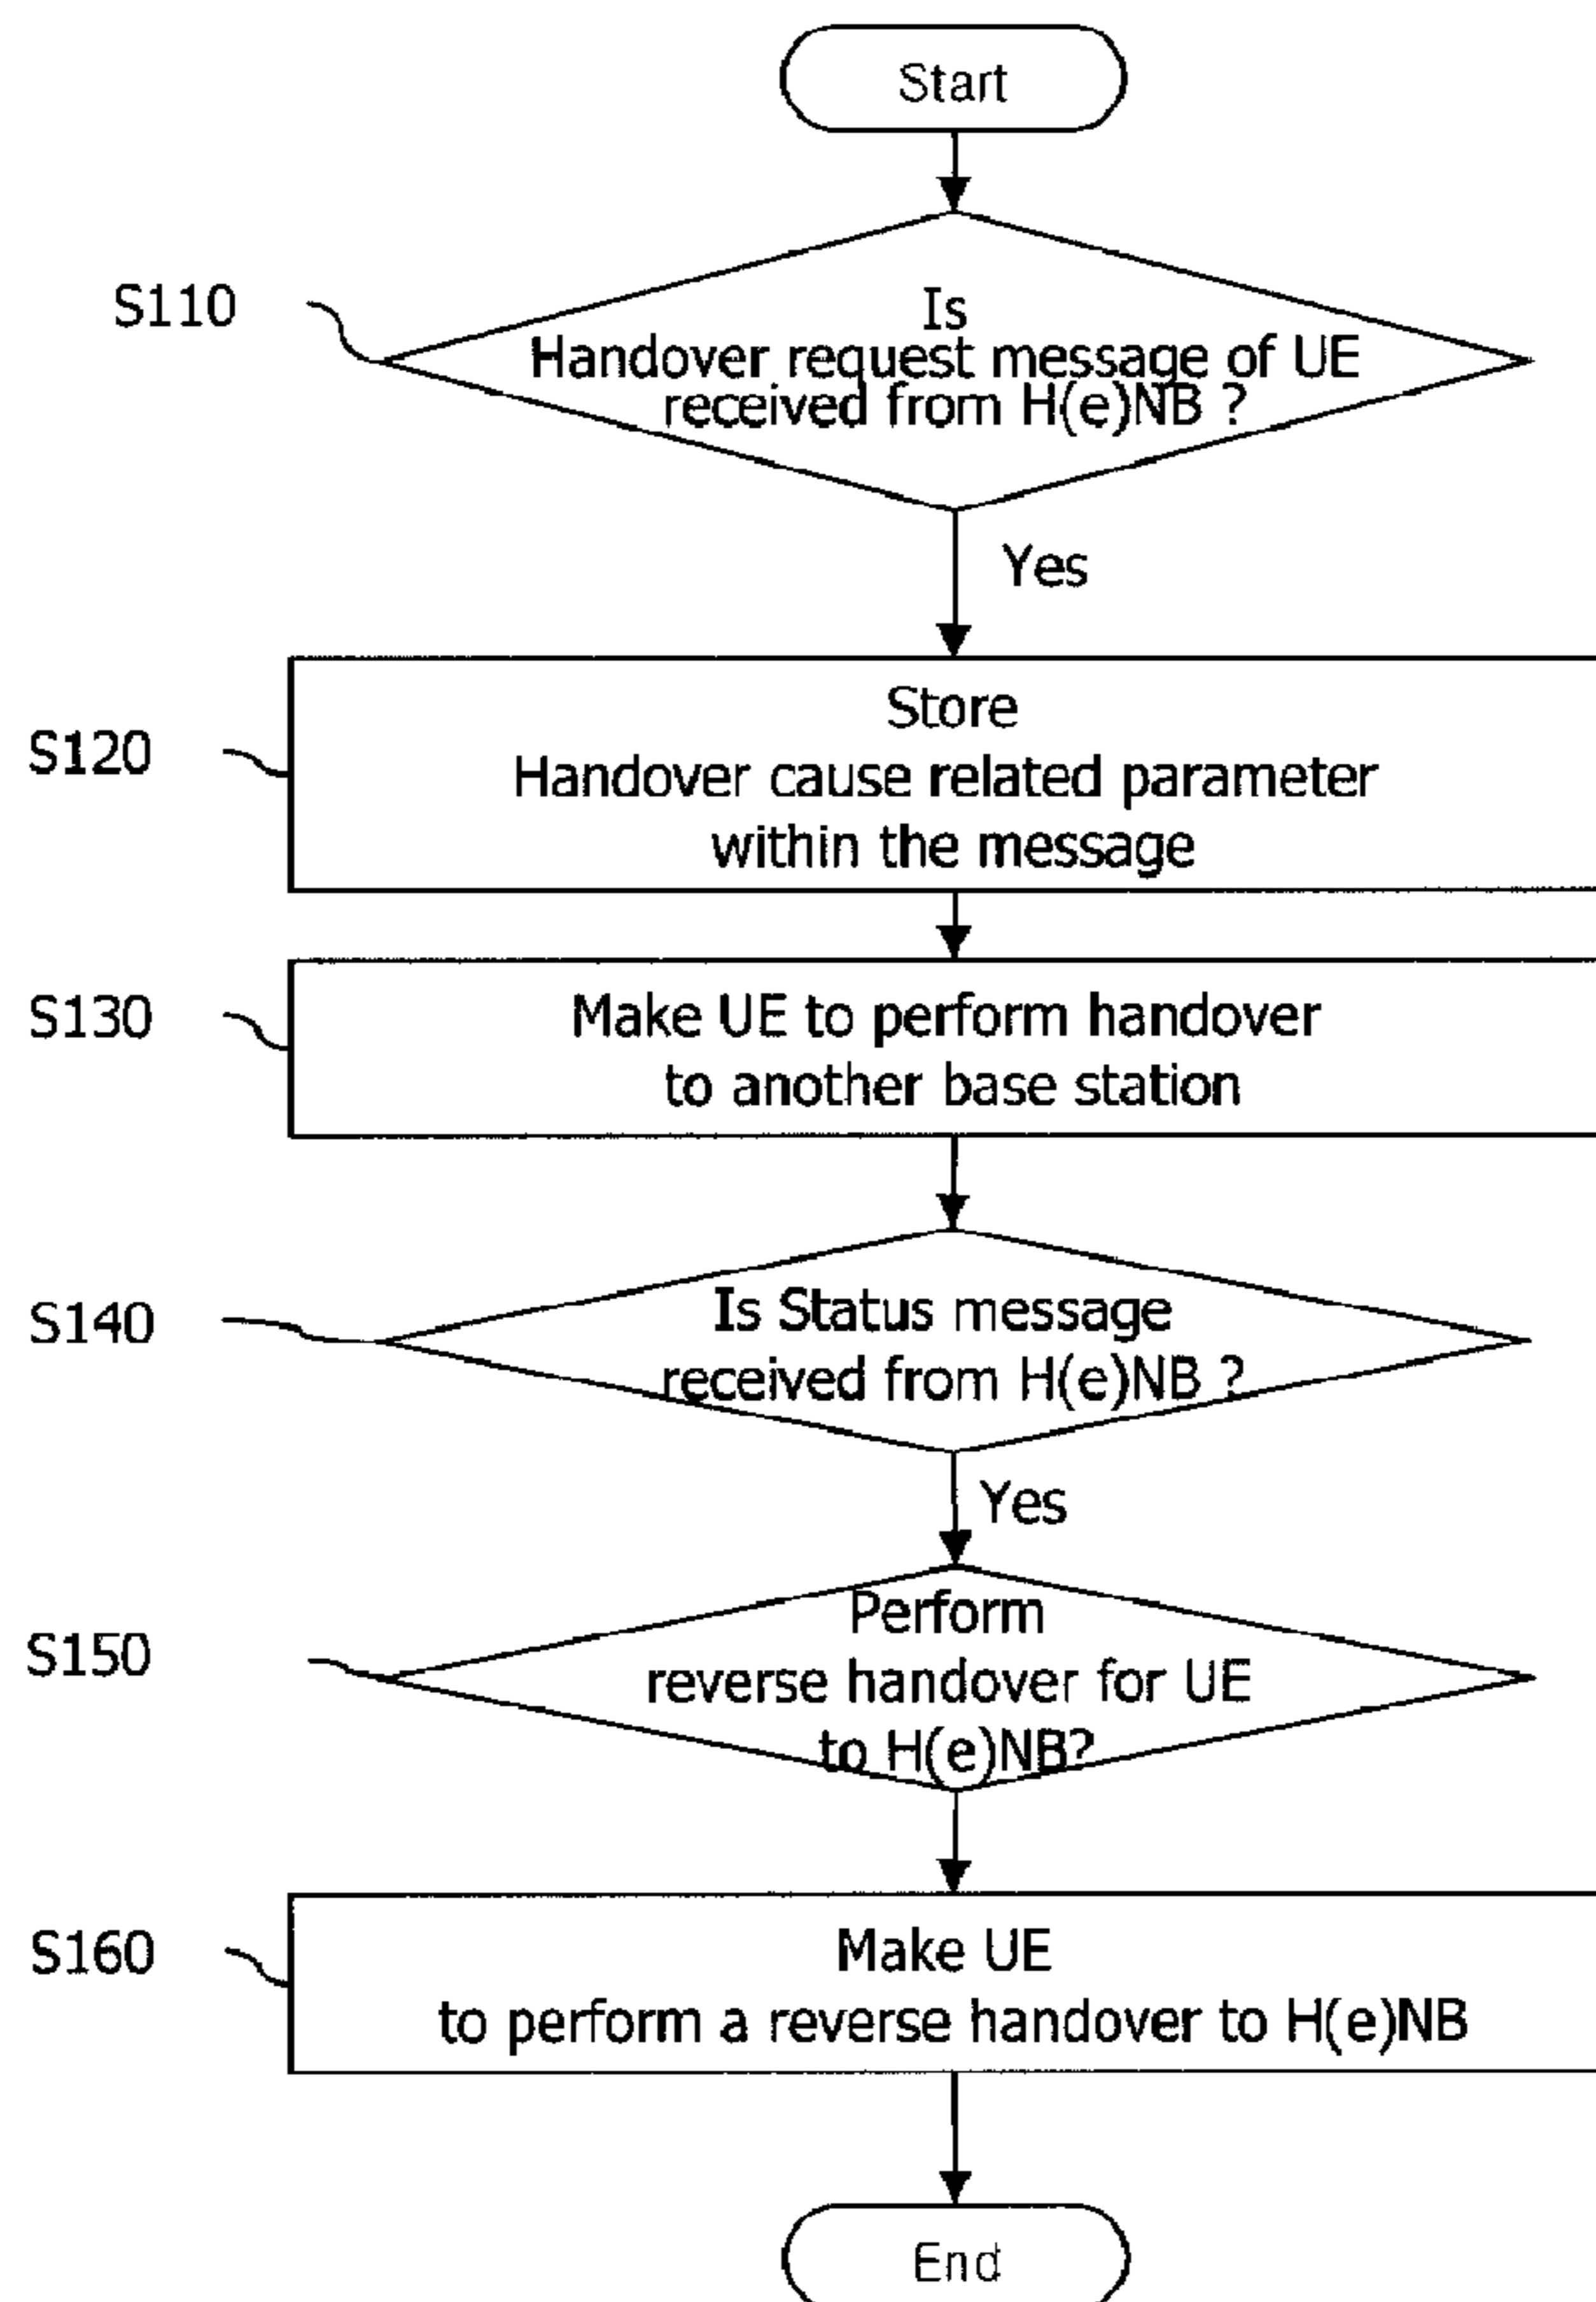 Start
S110
Is
Handover request message of UE
received from H(e)NB ?
Yes
S120
Store
Handover cause related parameter
within the message
S130
Make UE to perform handover
to another base station
S140
Is Status message
received from H(e)NB ?
Yes
S150
Perform
reverse handover for UE
to H(e)NB?
S160
Make UE
to perform a reverse handover to H(e)NB
End